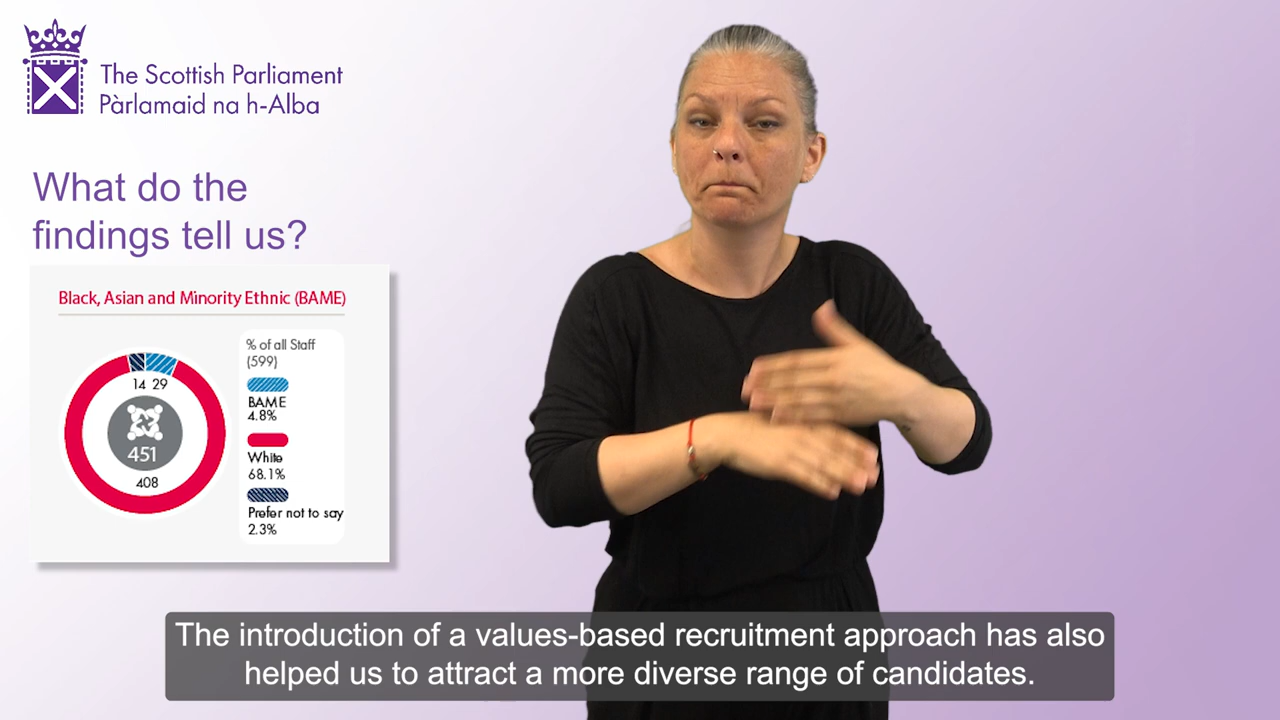 The Scottish Parliament
Pàrlamaid na h-Alba
What do the
findings tell us?
Black, Asian and Minority Ethnic (BAME)
% of all Staff
(599)
14 29
BAME
4.8%
451
White
68.1%
408
Prefer not to say
2.3%
The introduction of a values-based recruitment approach has also
helped us to attract a more diverse range of candidates.